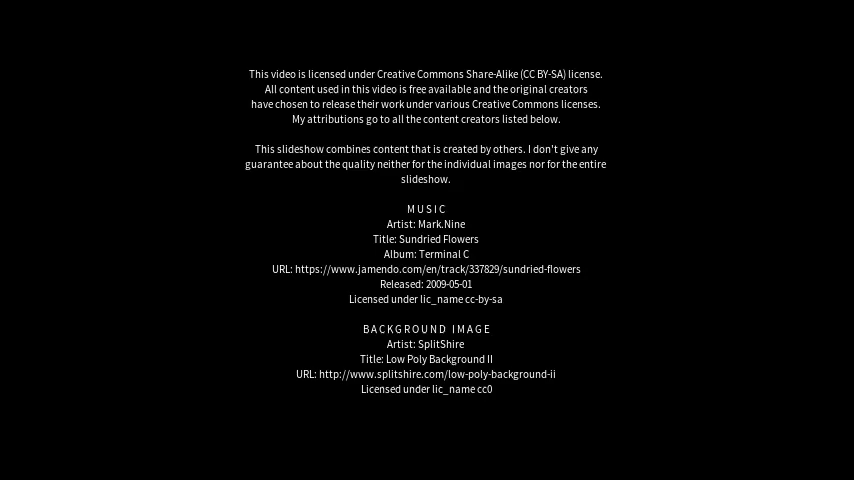 This video is licensed under Creative Commons Share-Alike (CC BY-SA) license.
All content used in this video is free available and the original creators
have chosen to release their work under various Creative Commons licenses.
My attributions go to all the content creators listed below.
This slideshow combines content that is created by others. I don't give any
guarantee about the quality neither for the individual images nor for the entire
slideshow.
MUSIC
Artist: Mark.Nine
Title: Sundried Flowers
Album: Terminal C
URL: https://www.jamendo.com/en/track/337829/sundried-flowers
Released: 2009-05-01
Licensed under lic_name cc-by-sa
BACKGROUND IMAGE
Artist: SplitShire
Title: Low Poly Background II
URL: http://www.splitshire.com/low-poly-background-ii
Licensed under lic_name cc0